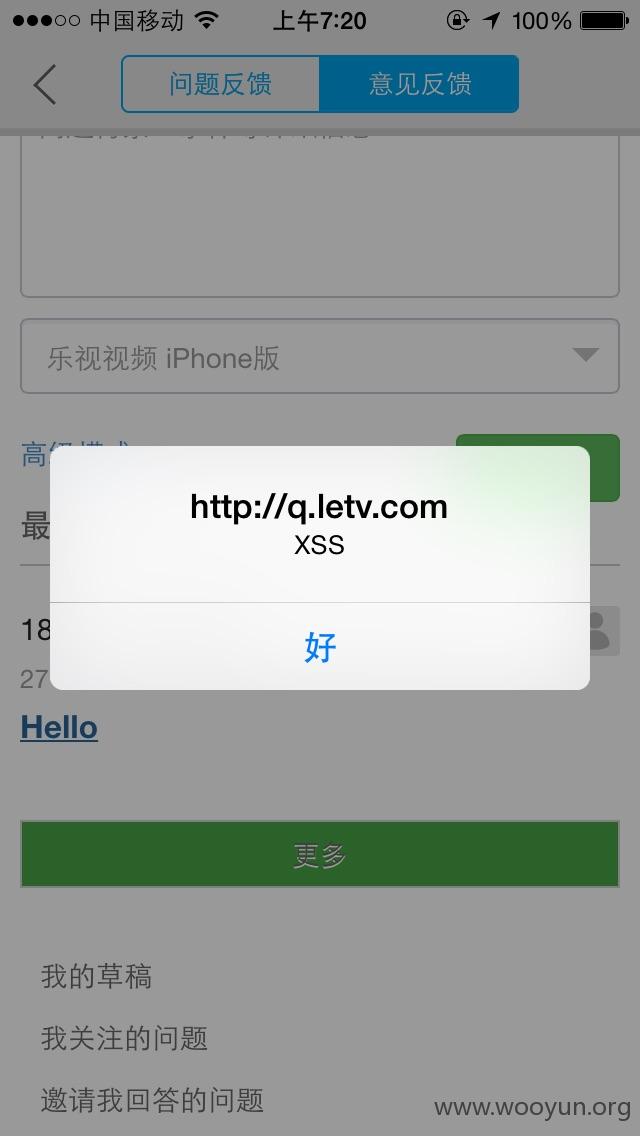 中国移动 上午7:20 100%
问题反馈 意见反馈
乐视视频 iPhone版
高级模式
http://q.letv.com
XSS
最
18
好
27
Hello
更多
我的草稿
我关注的问题
邀请我回答的问题
www.wooyun.org